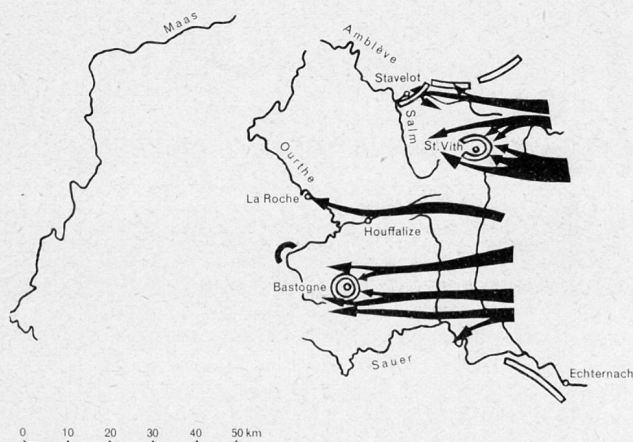 Maas
Amblève
Stavelot
Salm
St. Vith
Ourthe
La Roche
Houffalize
Bastogne
Sauer
Echternach
0 10 20 30 40 50 km